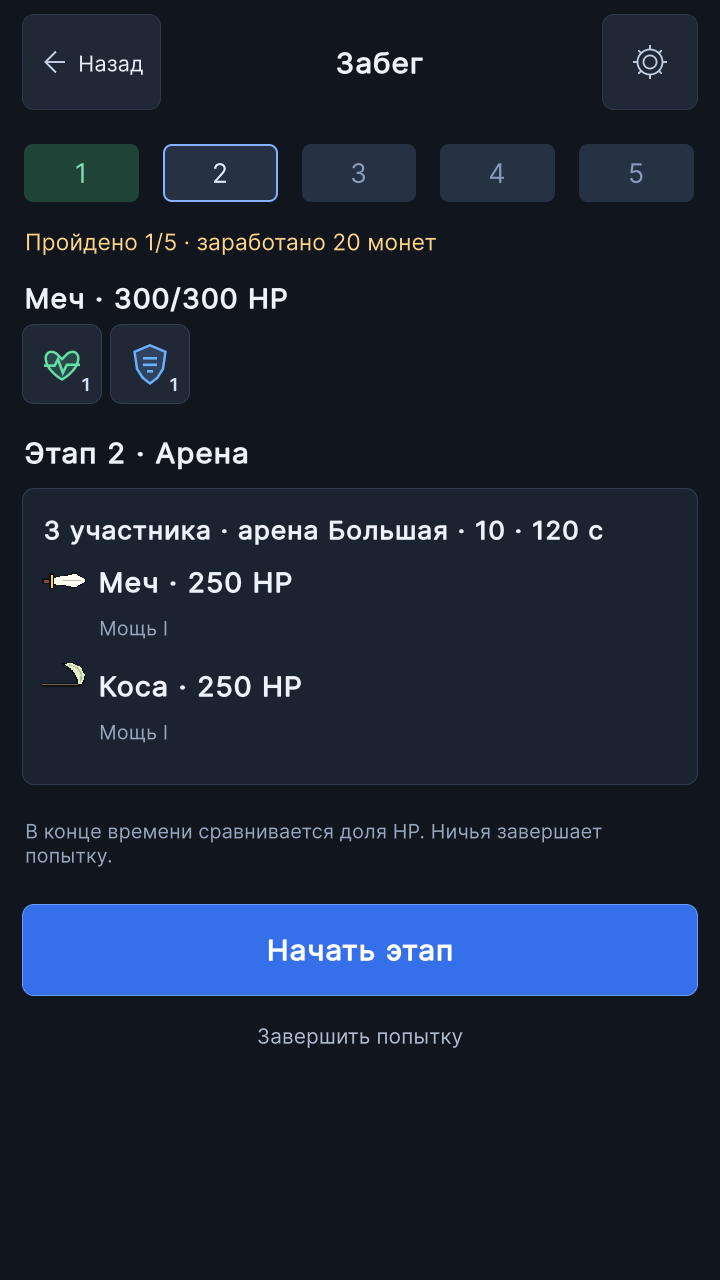 Назад
Забег
1
2
3
4
5
Пройдено 1/5 · заработано 20 монет
Меч · 300/300 HP
1
1
Этап 2 · Арена
3 участника · арена Большая · 10 · 120 с
Меч · 250 HP
Мощь I
Коса · 250 HP
Мощь I
В конце времени сравнивается доля HP. Ничья завершает
попытку.
Начать этап
Завершить попытку